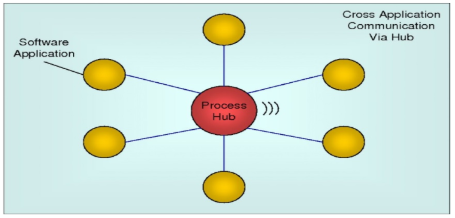 Cross Application
Communication
Via Hub
Software
Application
Process
Hub
)))